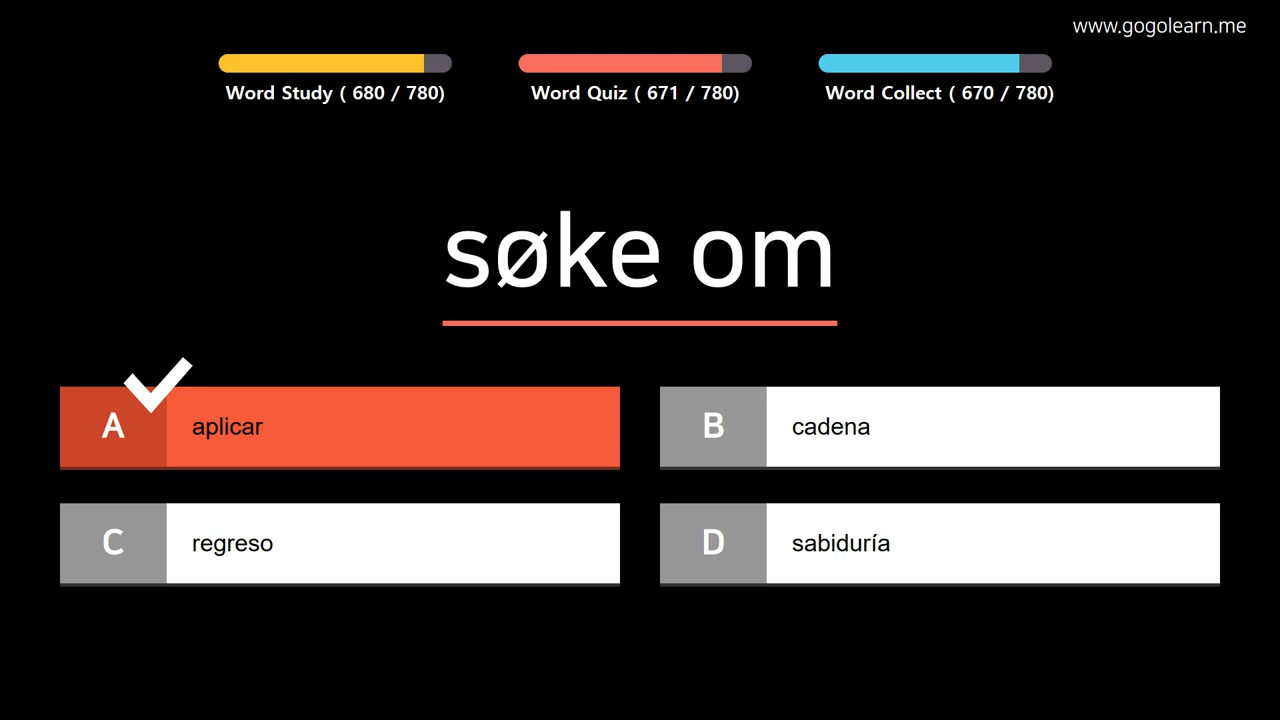 www.gogolearn.me
Word Study ( 680 / 780)
Word Quiz ( 671 / 780)
Word Collect ( 670 / 780)
søke om
A aplicar
B cadena
C regreso
D sabiduría